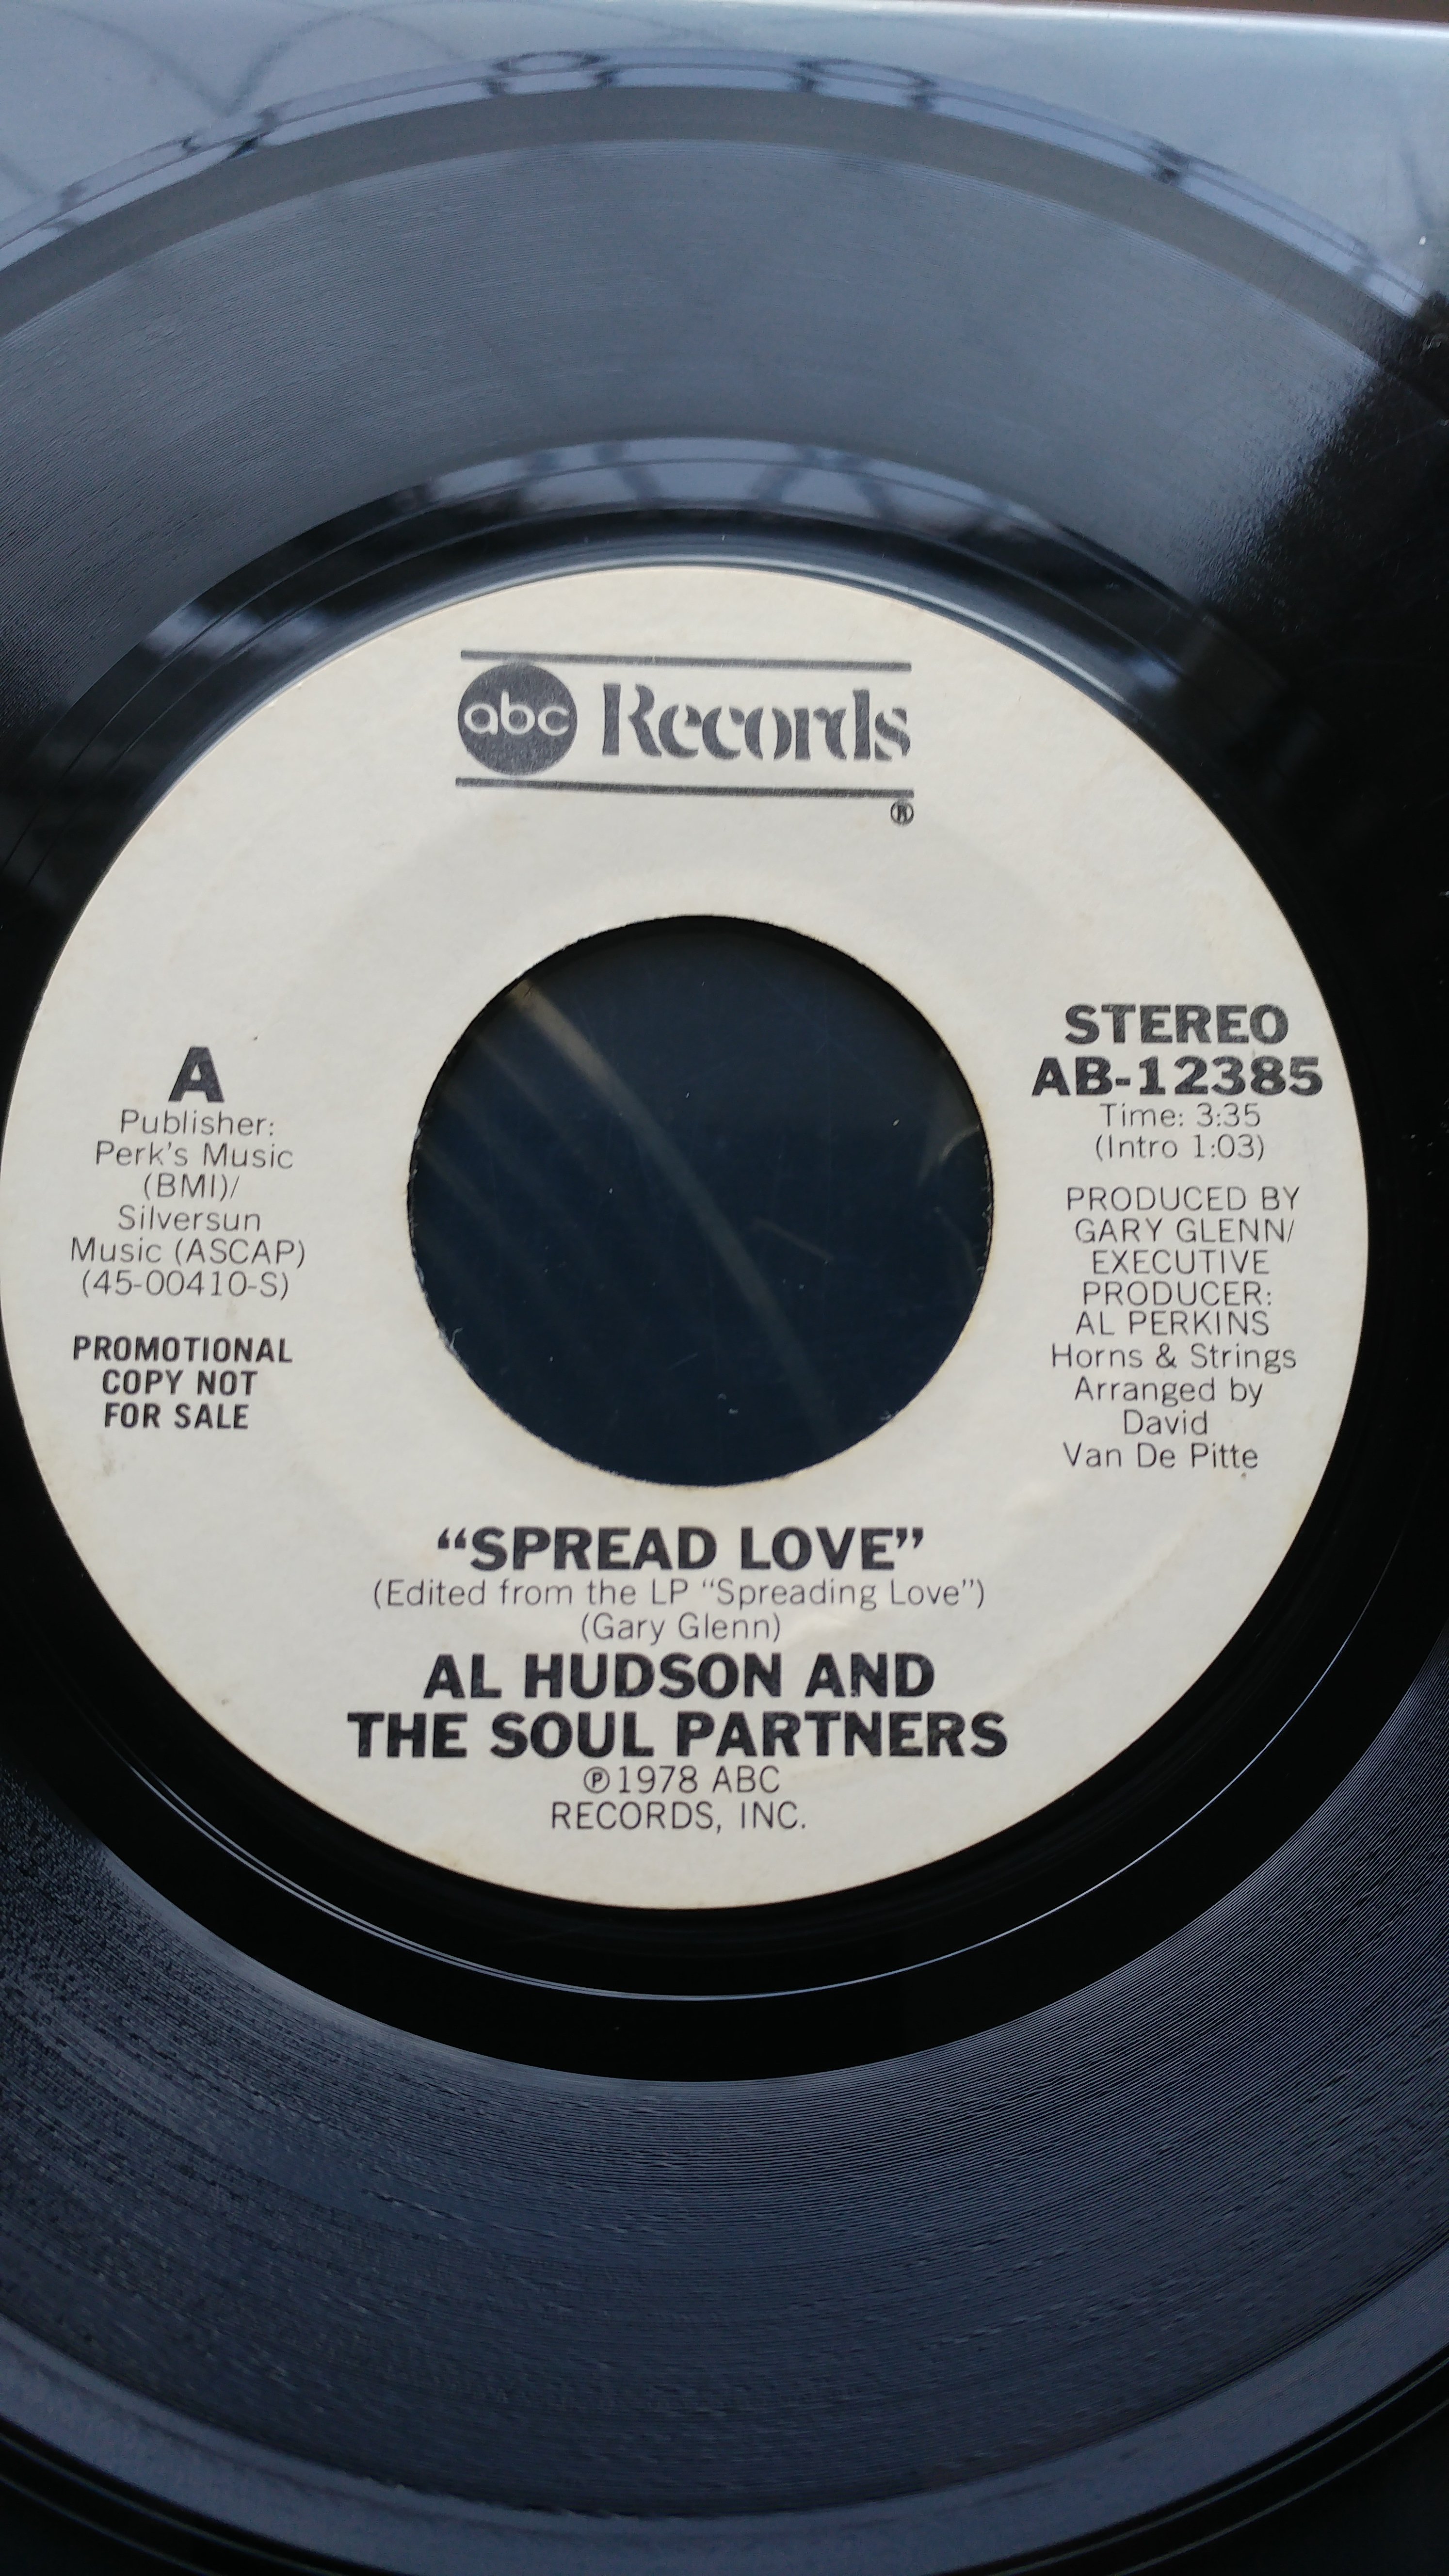 abc Records
®
A
Publisher:
Perk's Music
(BMI)/
Silversun
Music (ASCAP)
(45-00410-S)
PROMOTIONAL
COPY NOT
FOR SALE
STEREO
AB-12385
Time: 3:35
(Intro 1:03)
PRODUCED BY
GARY GLENN/
EXECUTIVE
PRODUCER:
AL PERKINS
Horns & Strings
Arranged by
David
Van De Pitte
“SPREAD LOVE”
(Edited from the LP “Spreading Love”)
(Gary Glenn)
AL HUDSON AND
THE SOUL PARTNERS
℗1978 ABC
RECORDS, INC.